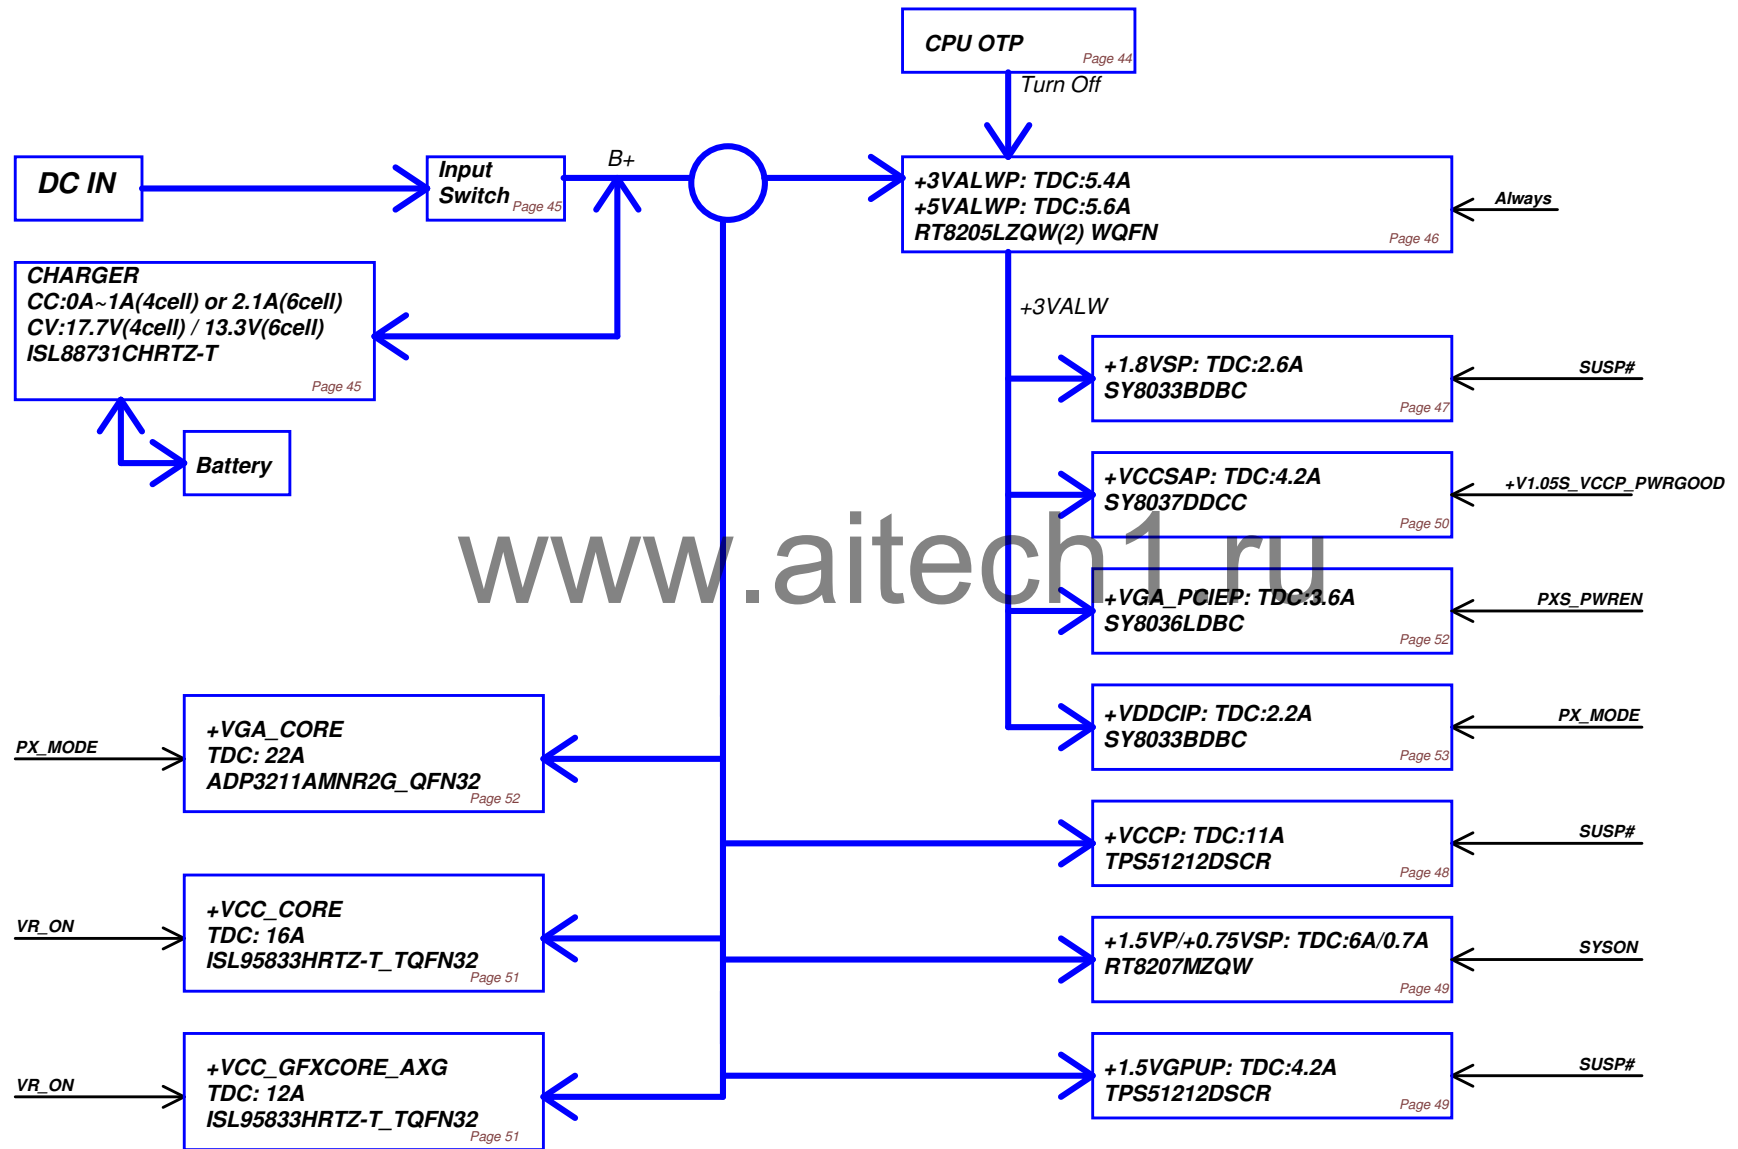 CPU OTP
Page 44
Turn Off
DC IN
Input
Switch
Page 45
B+
+3VALWP: TDC:5.4A
+5VALWP: TDC:5.6A
RT8205LZQW(2) WQFN
Page 46
Always
CHARGER
CC:0A~1A(4cell) or 2.1A(6cell)
CV:17.7V(4cell) / 13.3V(6cell)
ISL88731CHRTZ-T
Page 45
Battery
+3VALW
+1.8VSP: TDC:2.6A
SY8033BDBC
Page 47
SUSP#
+VCCSAP: TDC:4.2A
SY8037DDCC
Page 50
+V1.05S_VCCP_PWRGOOD
www.aitech1.ru
+VGA_PCIEP: TDC:3.6A
SY8036LDBC
Page 52
PXS_PWREN
+VDDCIP: TDC:2.2A
SY8033BDBC
Page 53
PX_MODE
PX_MODE
+VGA_CORE
TDC: 22A
ADP3211AMNR2G_QFN32
Page 52
+VCCP: TDC:11A
TPS51212DSCR
Page 48
SUSP#
VR_ON
+VCC_CORE
TDC: 16A
ISL95833HRTZ-T_TQFN32
Page 51
+1.5VP/+0.75VSP: TDC:6A/0.7A
RT8207MZQW
Page 49
SYSON
VR_ON
+VCC_GFXCORE_AXG
TDC: 12A
ISL95833HRTZ-T_TQFN32
Page 51
+1.5VGPUP: TDC:4.2A
TPS51212DSCR
Page 49
SUSP#